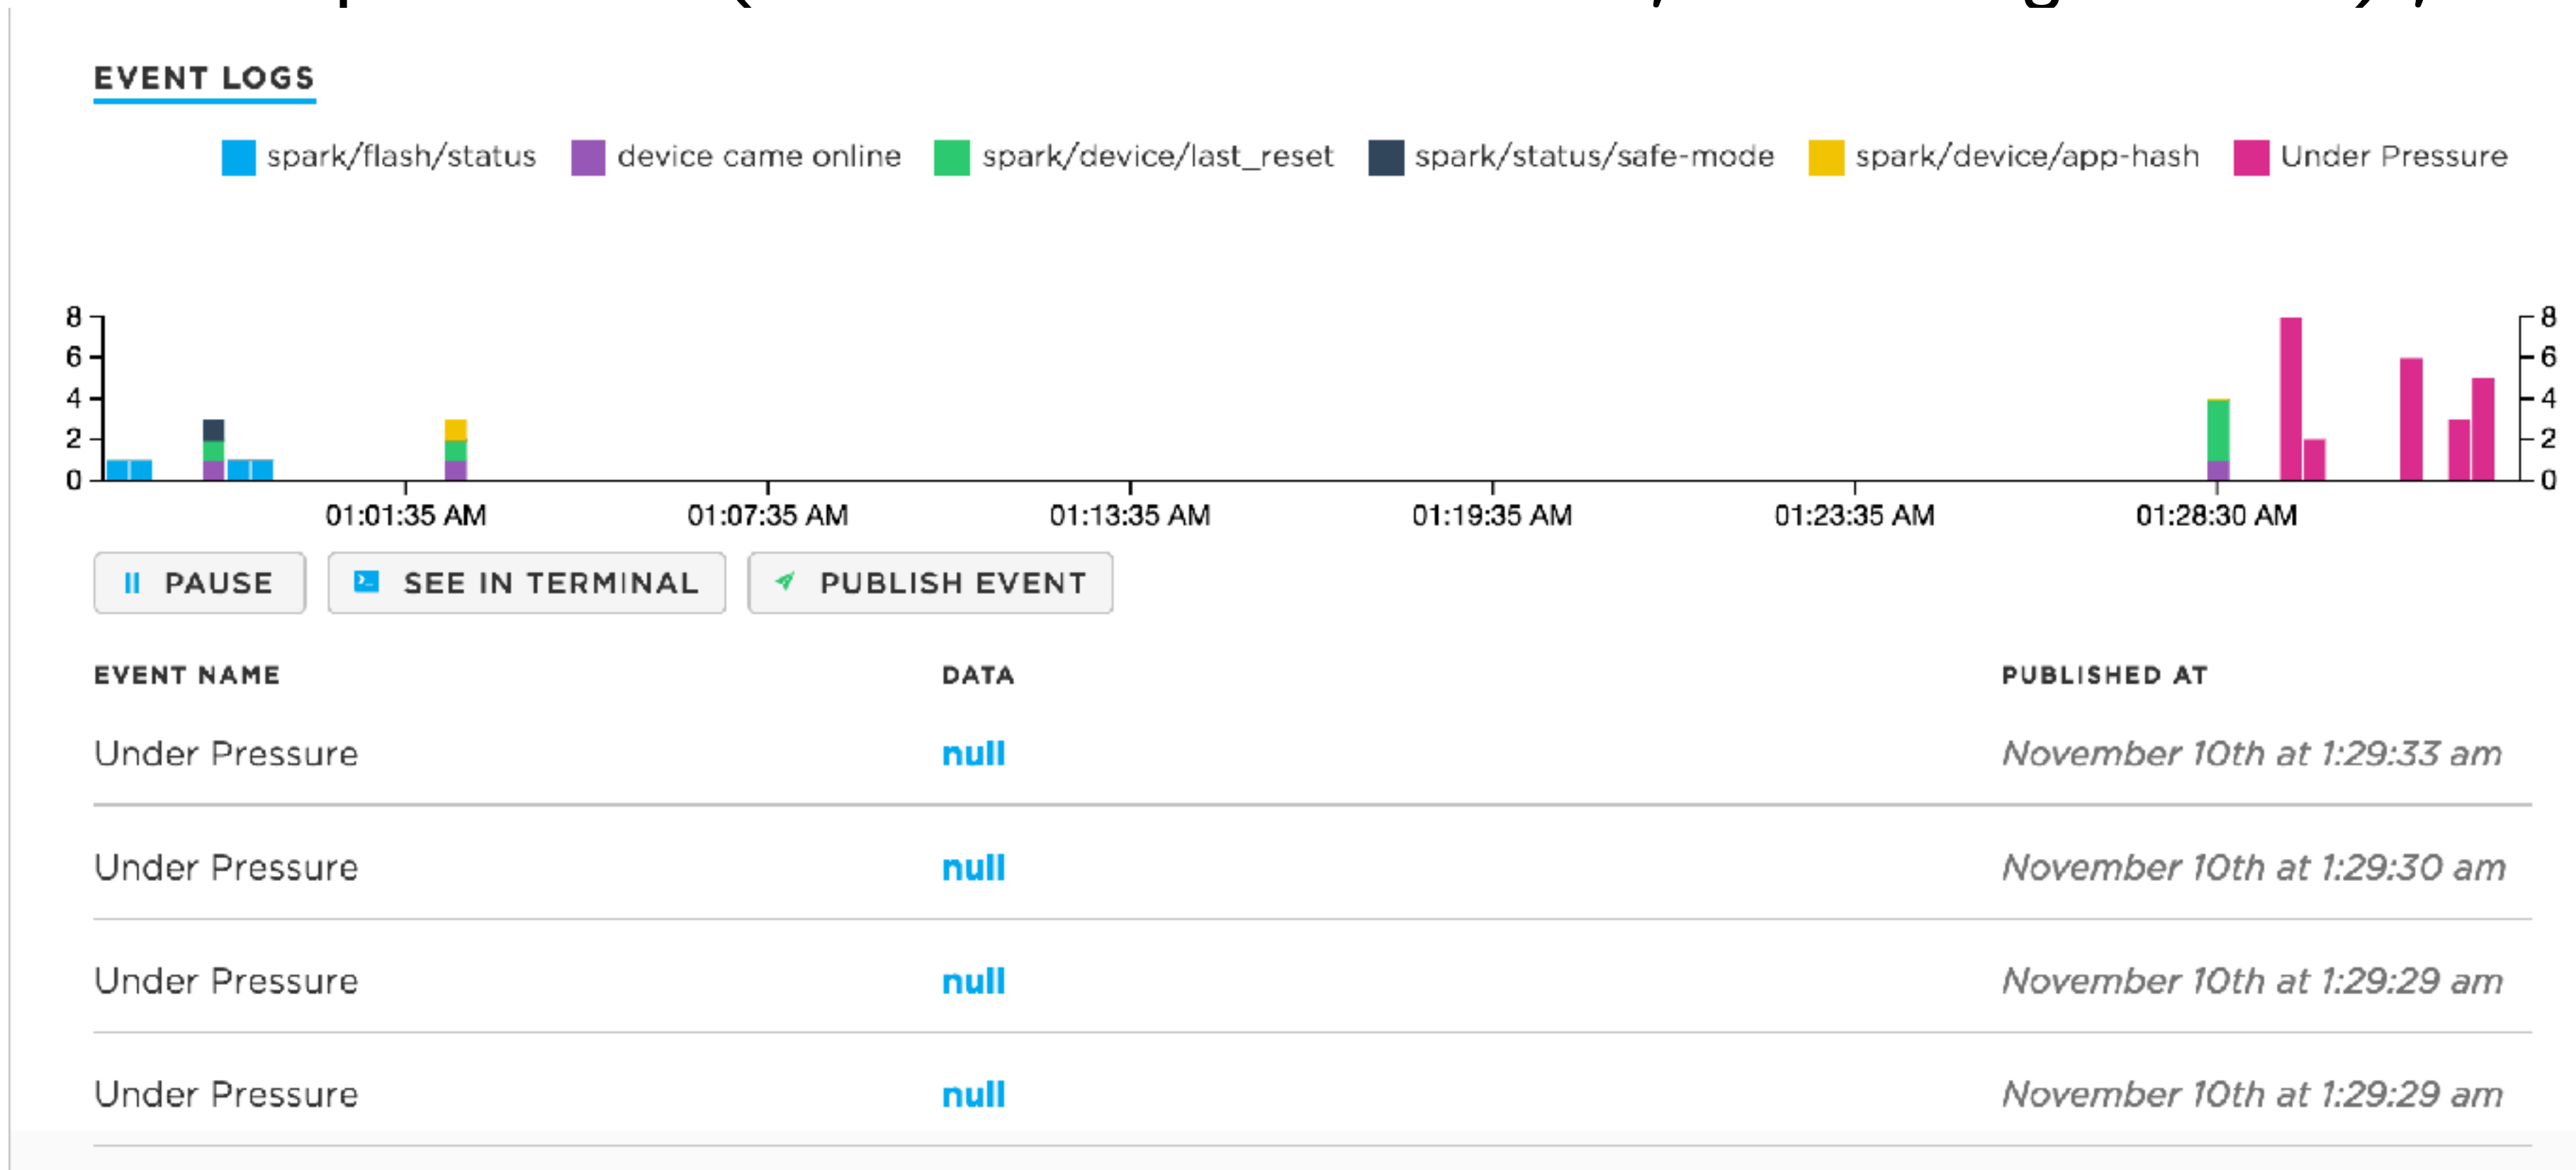 EVENT LOGS
spark/flash/status device came online spark/device/last_reset spark/status/safe-mode spark/device/app-hash Under Pressure
8 8
6 6
4 4
2 2
0 0
01:01:35 AM 01:07:35 AM 01:13:35 AM 01:19:35 AM 01:23:35 AM 01:28:30 AM
PAUSE SEE IN TERMINAL PUBLISH EVENT
EVENT NAME DATA PUBLISHED AT
Under Pressure null November 10th at 1:29:33 am
Under Pressure null November 10th at 1:29:30 am
Under Pressure null November 10th at 1:29:29 am
Under Pressure null November 10th at 1:29:29 am